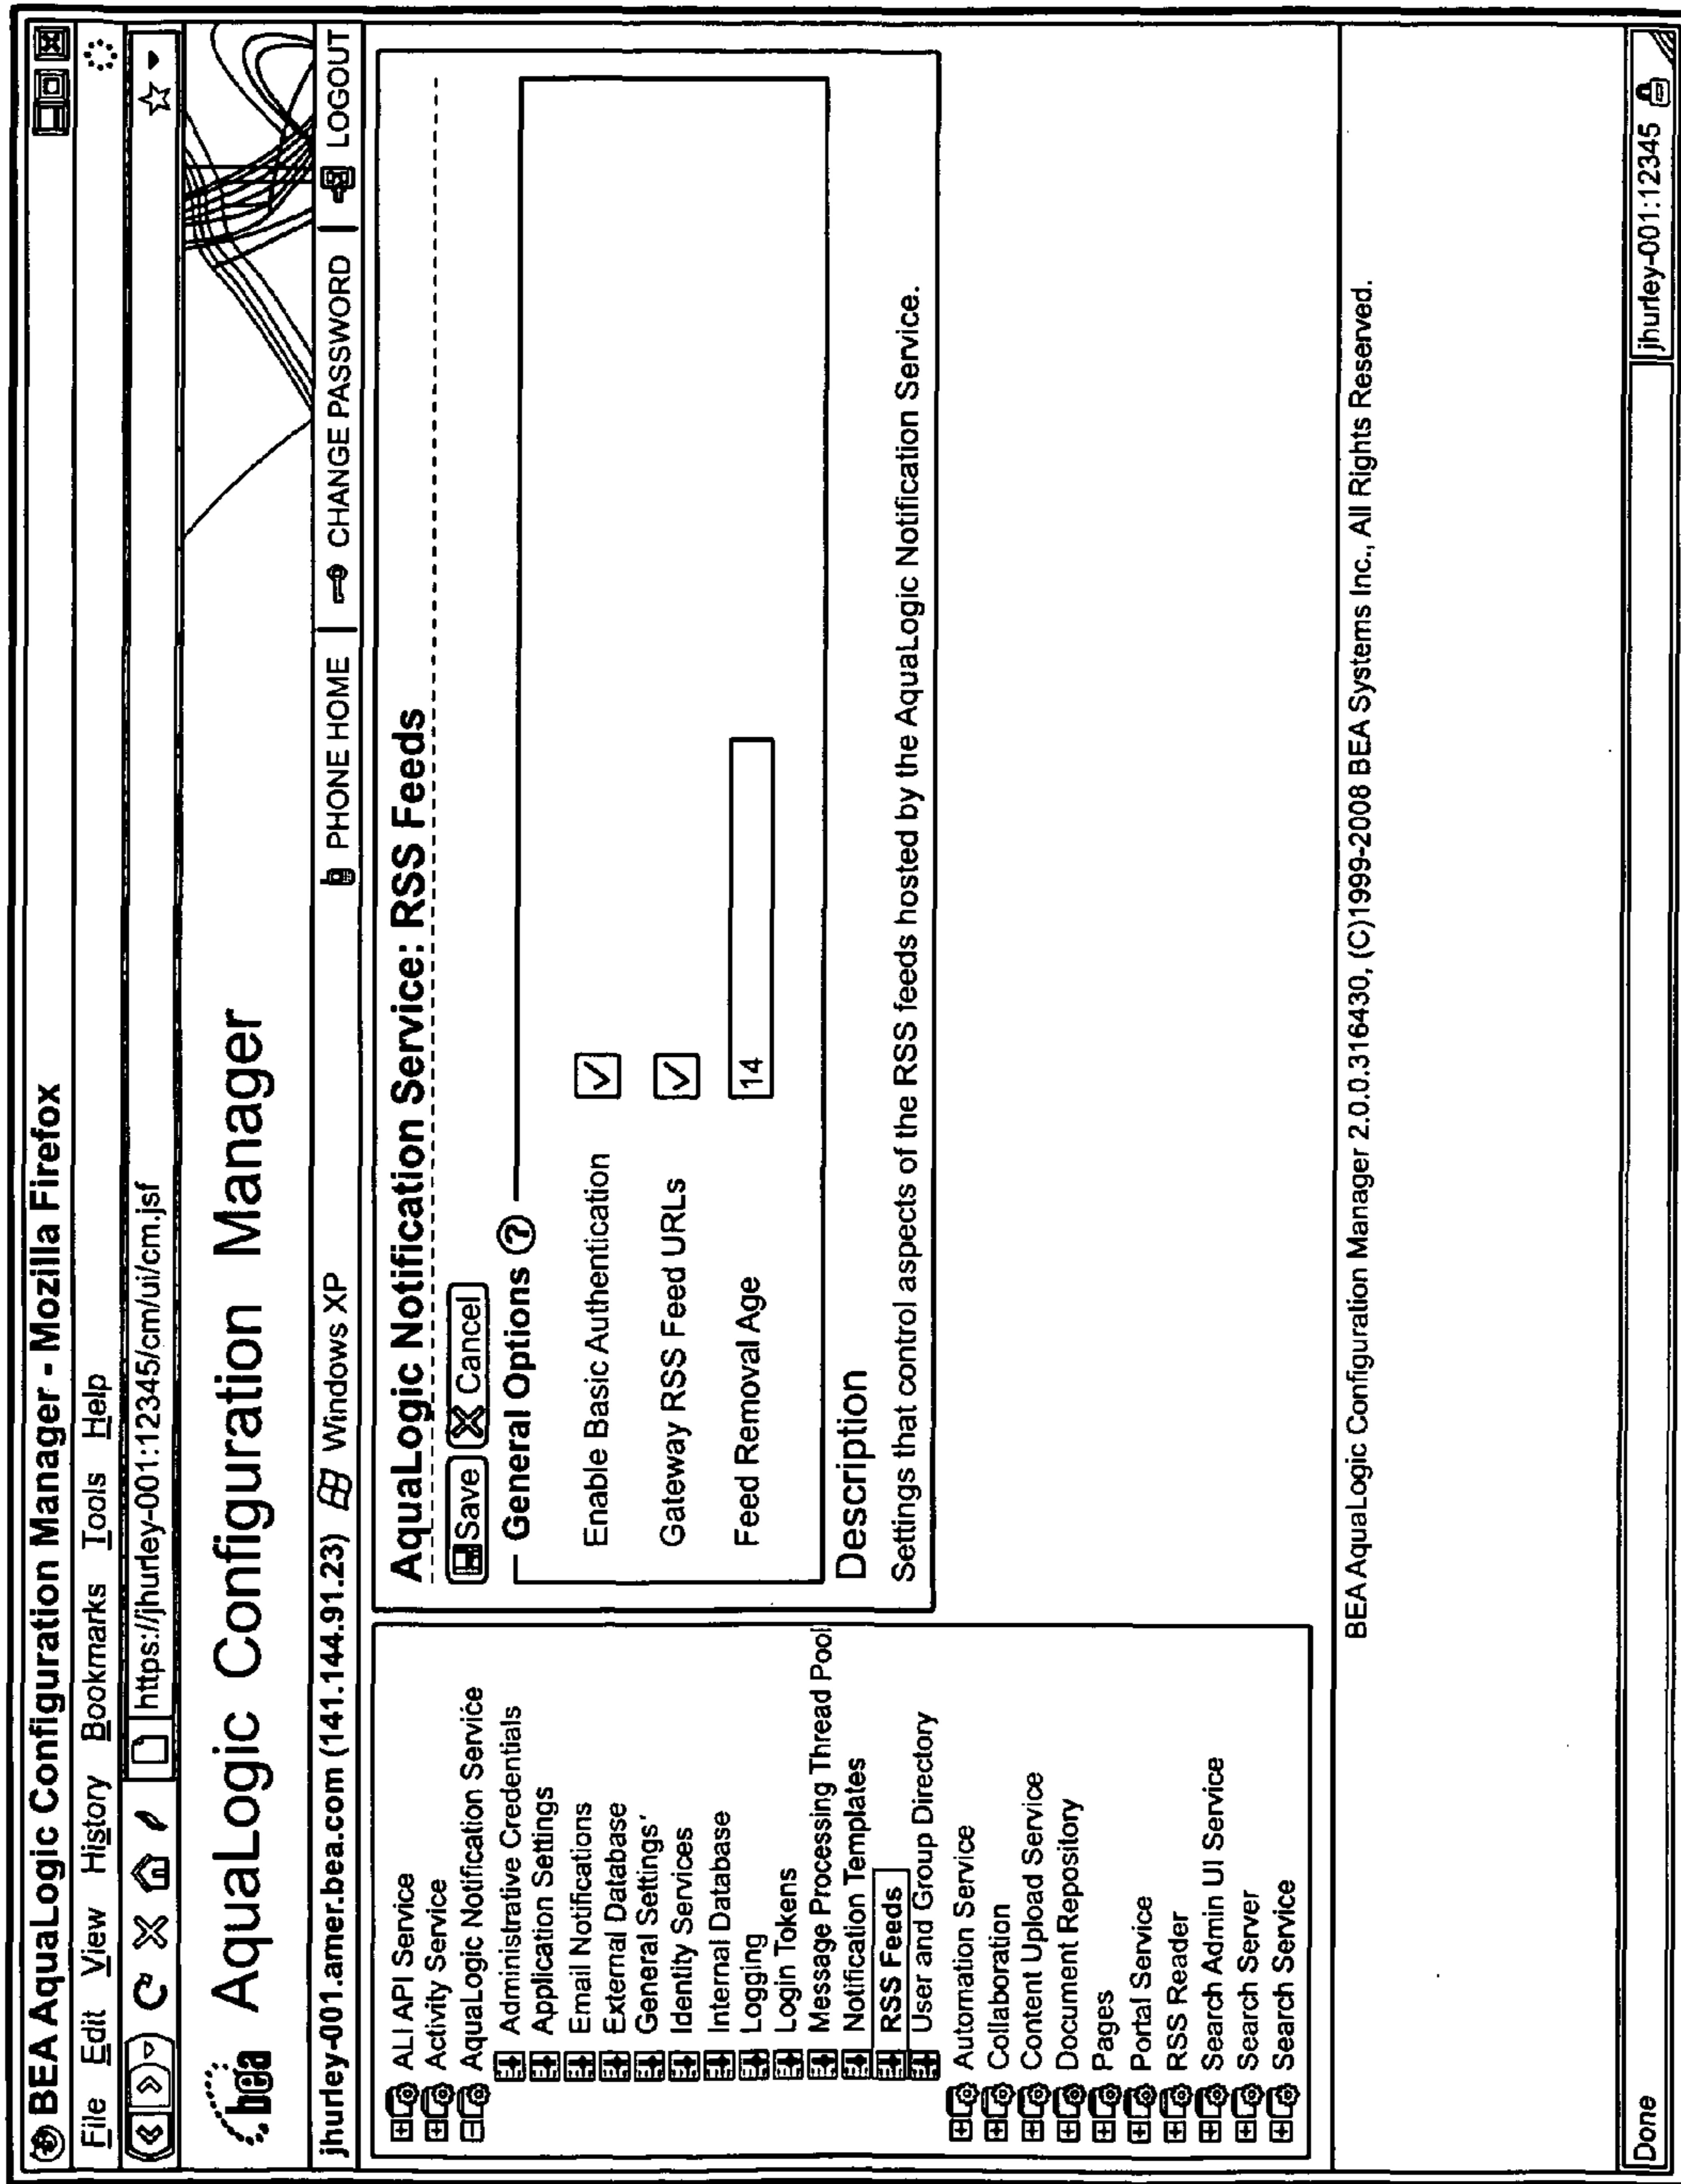 BEA AquaLogic Configuration Manager - Mozilla Firefox
File Edit View History Bookmarks Tools Help
https://jhurley-001:12345/cm/ui/cm.jsf
bea AquaLogic Configuration Manager
jhurley-001.amer.bea.com (141.144.91.23) Windows XP PHONE HOME | CHANGE PASSWORD | LOGOUT
ALI API Service
Activity Service
AquaLogic Notification Service
Administrative Credentials
Application Settings
Email Notifications
External Database
General Settings'
Identity Services
Internal Database
Logging
Login Tokens
Message Processing Thread Pool
Notification Templates
RSS Feeds
User and Group Directory
Automation Service
Collaboration
Content Upload Service
Document Repository
Pages
Portal Service
RSS Reader
Search Admin UI Service
Search Server
Search Service
AquaLogic Notification Service: RSS Feeds
Save X Cancel
General Options ?
Enable Basic Authentication
Gateway RSS Feed URLs
Feed Removal Age 14
Description
Settings that control aspects of the RSS feeds hosted by the AquaLogic Notification Service.
BEA AquaLogic Configuration Manager 2.0.0.316430, (C)1999-2008 BEA Systems Inc., All Rights Reserved.
Done jhurley-001:12345